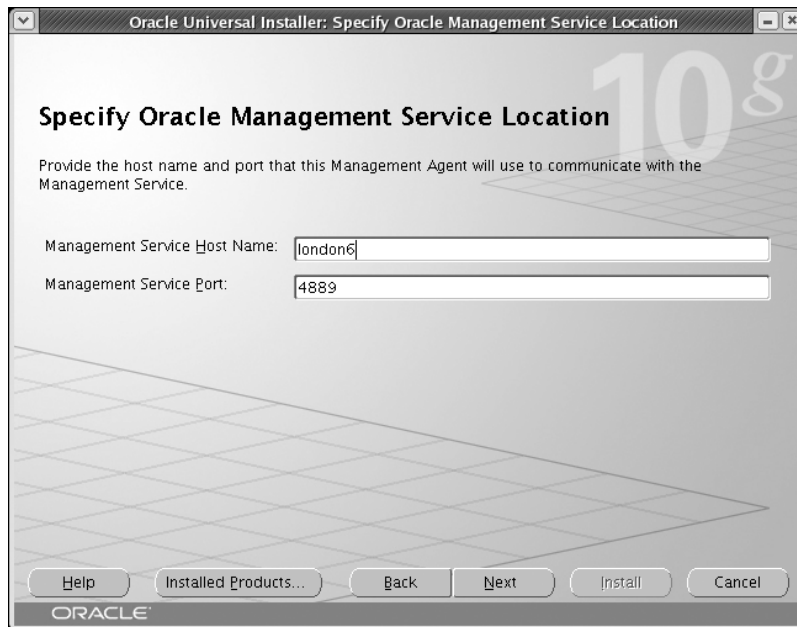 Oracle Universal Installer: Specify Oracle Management Service Location
10g
Specify Oracle Management Service Location
Provide the host name and port that this Management Agent will use to communicate with the
Management Service.
Management Service Host Name: london6
Management Service Port: 4889
Help Installed Products... Back Next Install Cancel
ORACLE